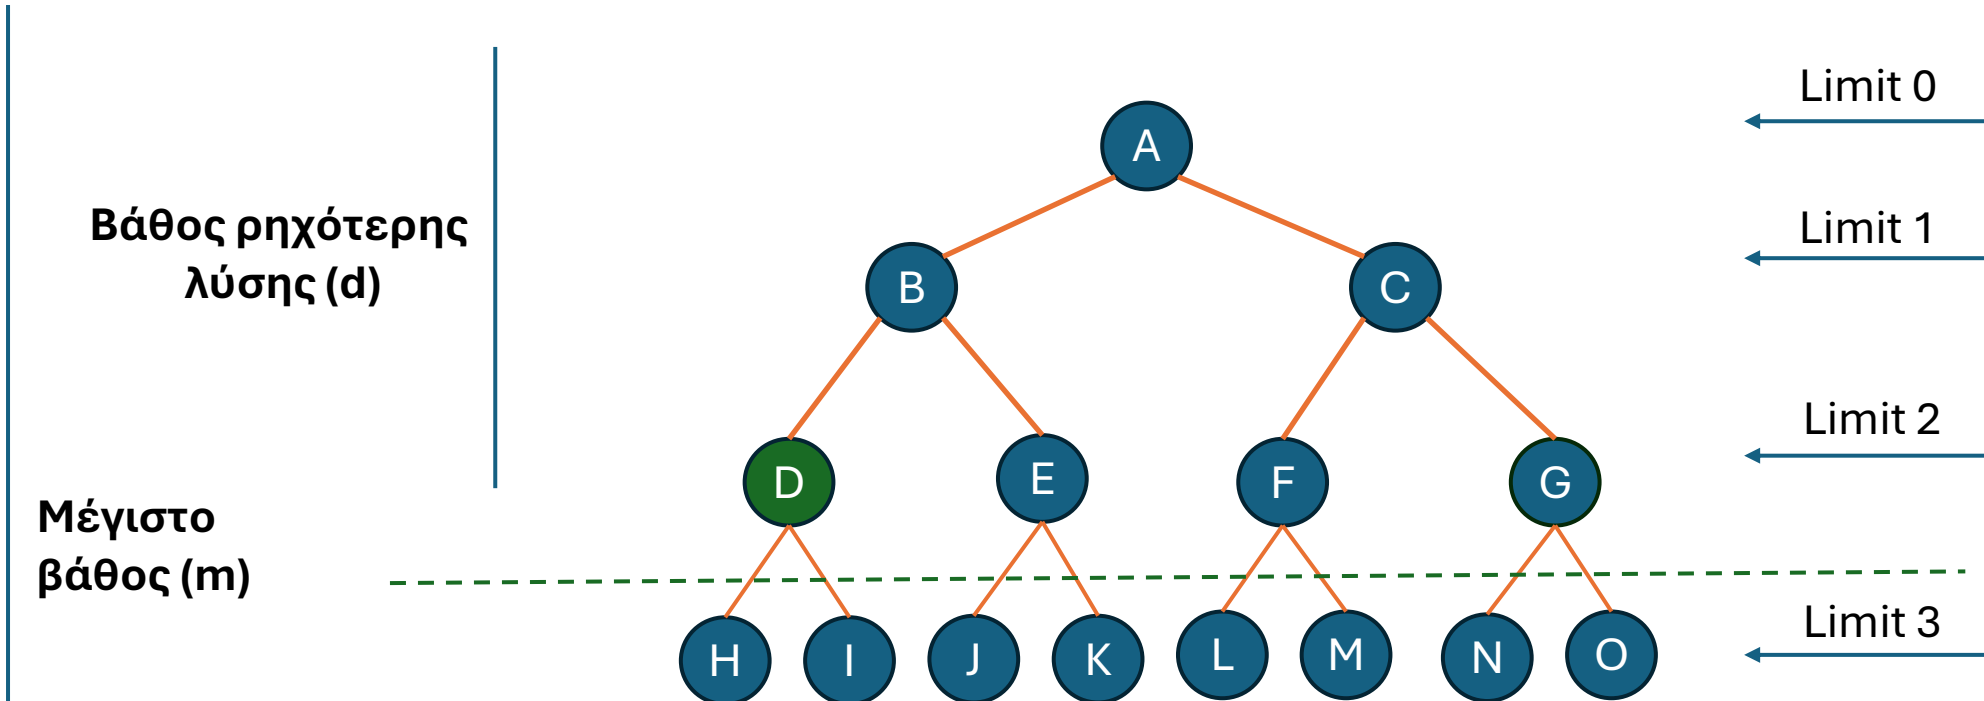 Limit 0
A
Βάθος ρηχότερης
λύσης (d)
Limit 1
B
C
Limit 2
D
E
F
G
Μέγιστο
βάθος (m)
Limit 3
H
I
J
K
L
M
N
O